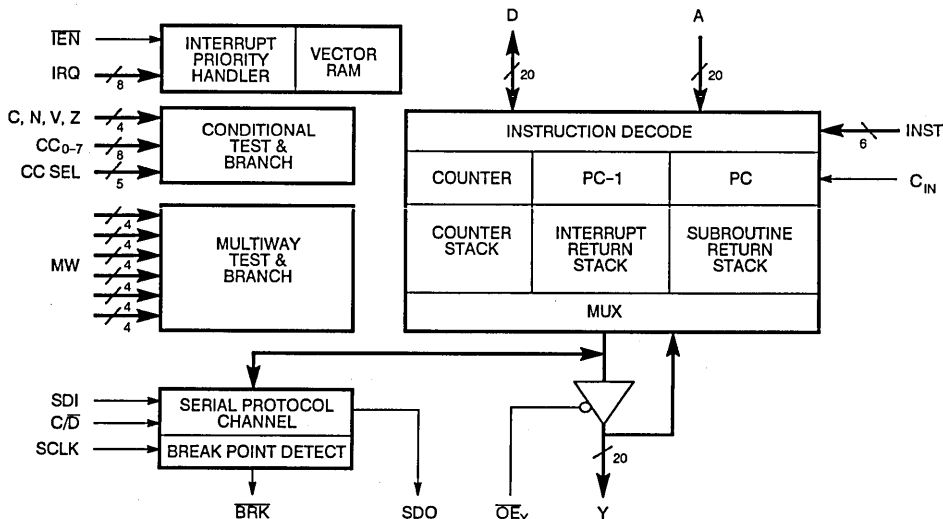 D A
IEN
INTERRUPT PRIORITY HANDLER
VECTOR RAM
IRQ
8
20
20
C, N, V, Z
4
CC0–7
8
CC SEL
5
CONDITIONAL TEST & BRANCH
INSTRUCTION DECODE
INST
6
COUNTER
PC–1
PC
CIN
MW
4
4
4
4
4
4
MULTIWAY TEST & BRANCH
COUNTER STACK
INTERRUPT RETURN STACK
SUBROUTINE RETURN STACK
MUX
SDI
C/D
SCLK
SERIAL PROTOCOL CHANNEL
BREAK POINT DETECT
20
BRK
SDO
OEY
Y